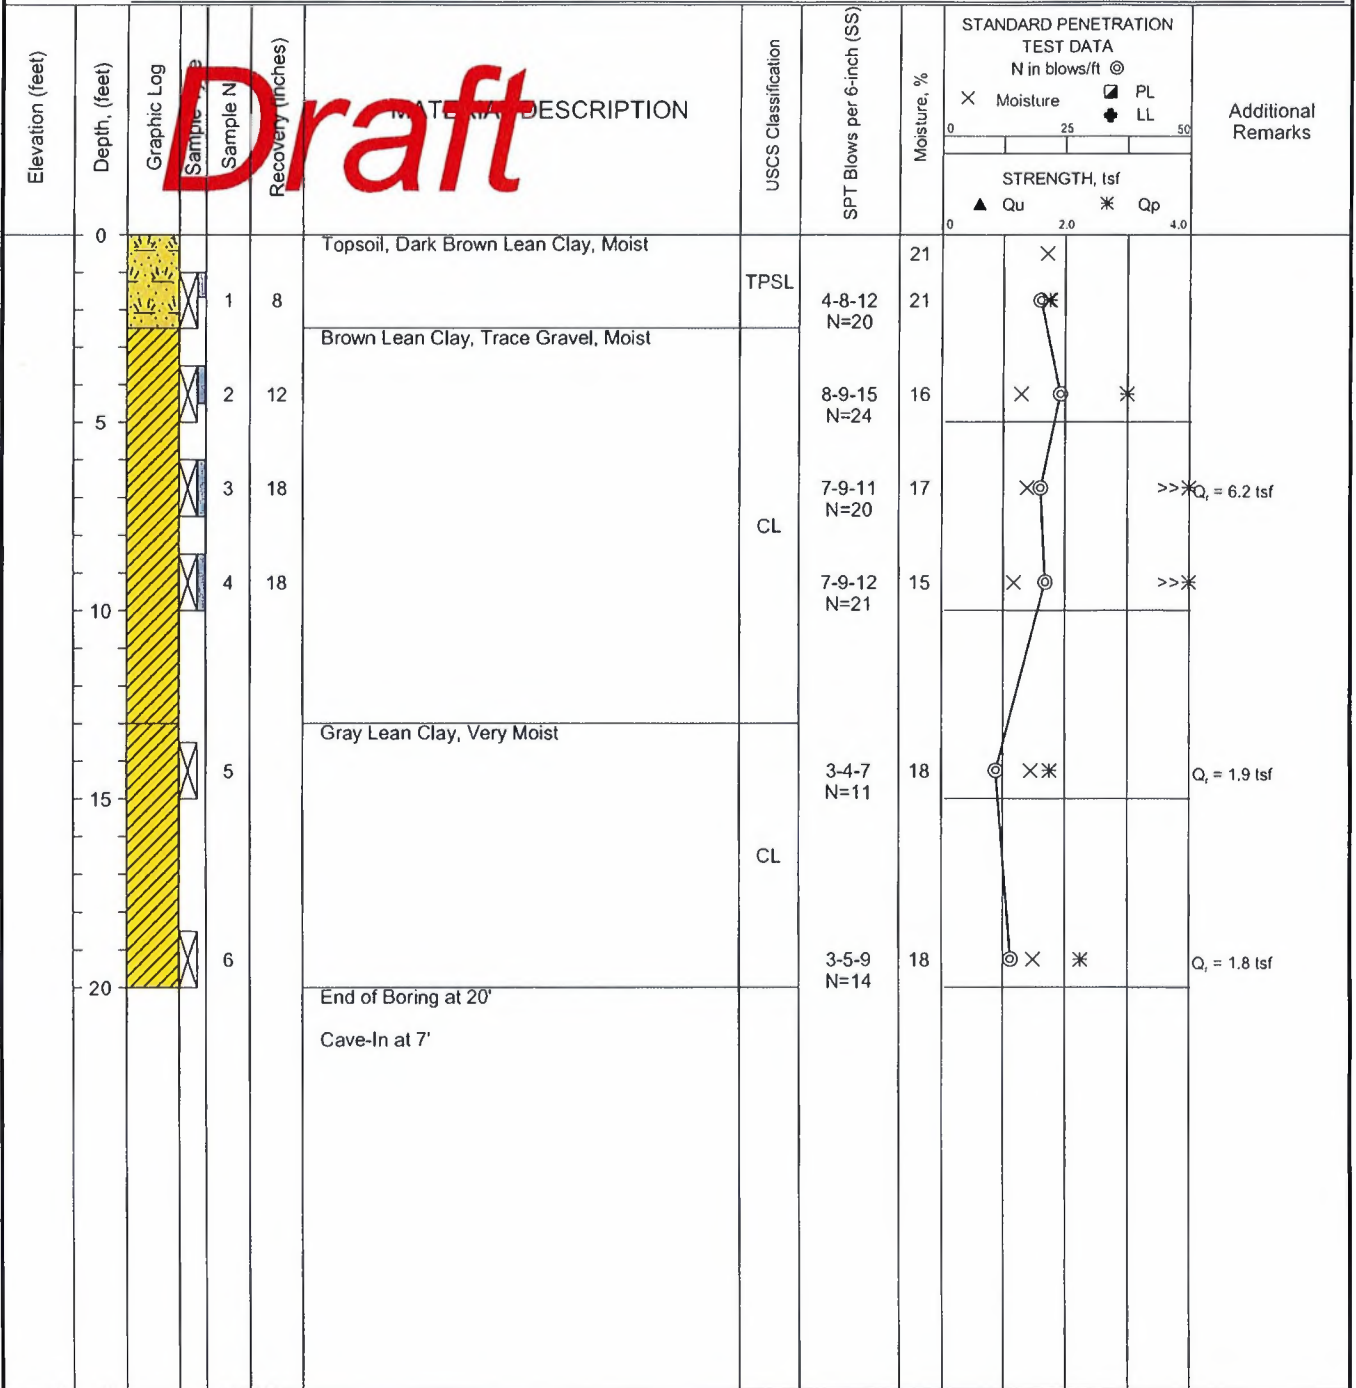 Elevation (feet)
Depth, (feet)
Graphic Log
Sample
Sample N
Recovery (inches)
Draft
MATERIAL DESCRIPTION
USCS Classification
SPT Blows per 6-inch (SS)
Moisture, %
STANDARD PENETRATION
TEST DATA
N in blows/ft
Moisture
PL
LL
0 25 50
STRENGTH, tsf
Qu Qp
0 2.0 4.0
Additional
Remarks
0
Topsoil, Dark Brown Lean Clay, Moist
21
TPSL
1 8 4-8-12 21
N=20
Brown Lean Clay, Trace Gravel, Moist
2 12 8-9-15 16
N=24
5
3 18 7-9-11 17 >> Qr = 6.2 tsf
N=20
CL
4 18 7-9-12 15 >>
N=21
10
Gray Lean Clay, Very Moist
5 3-4-7 18 Qr = 1.9 tsf
N=11
15
CL
6 3-5-9 18 Qr = 1.8 tsf
N=14
20
End of Boring at 20'
Cave-In at 7'